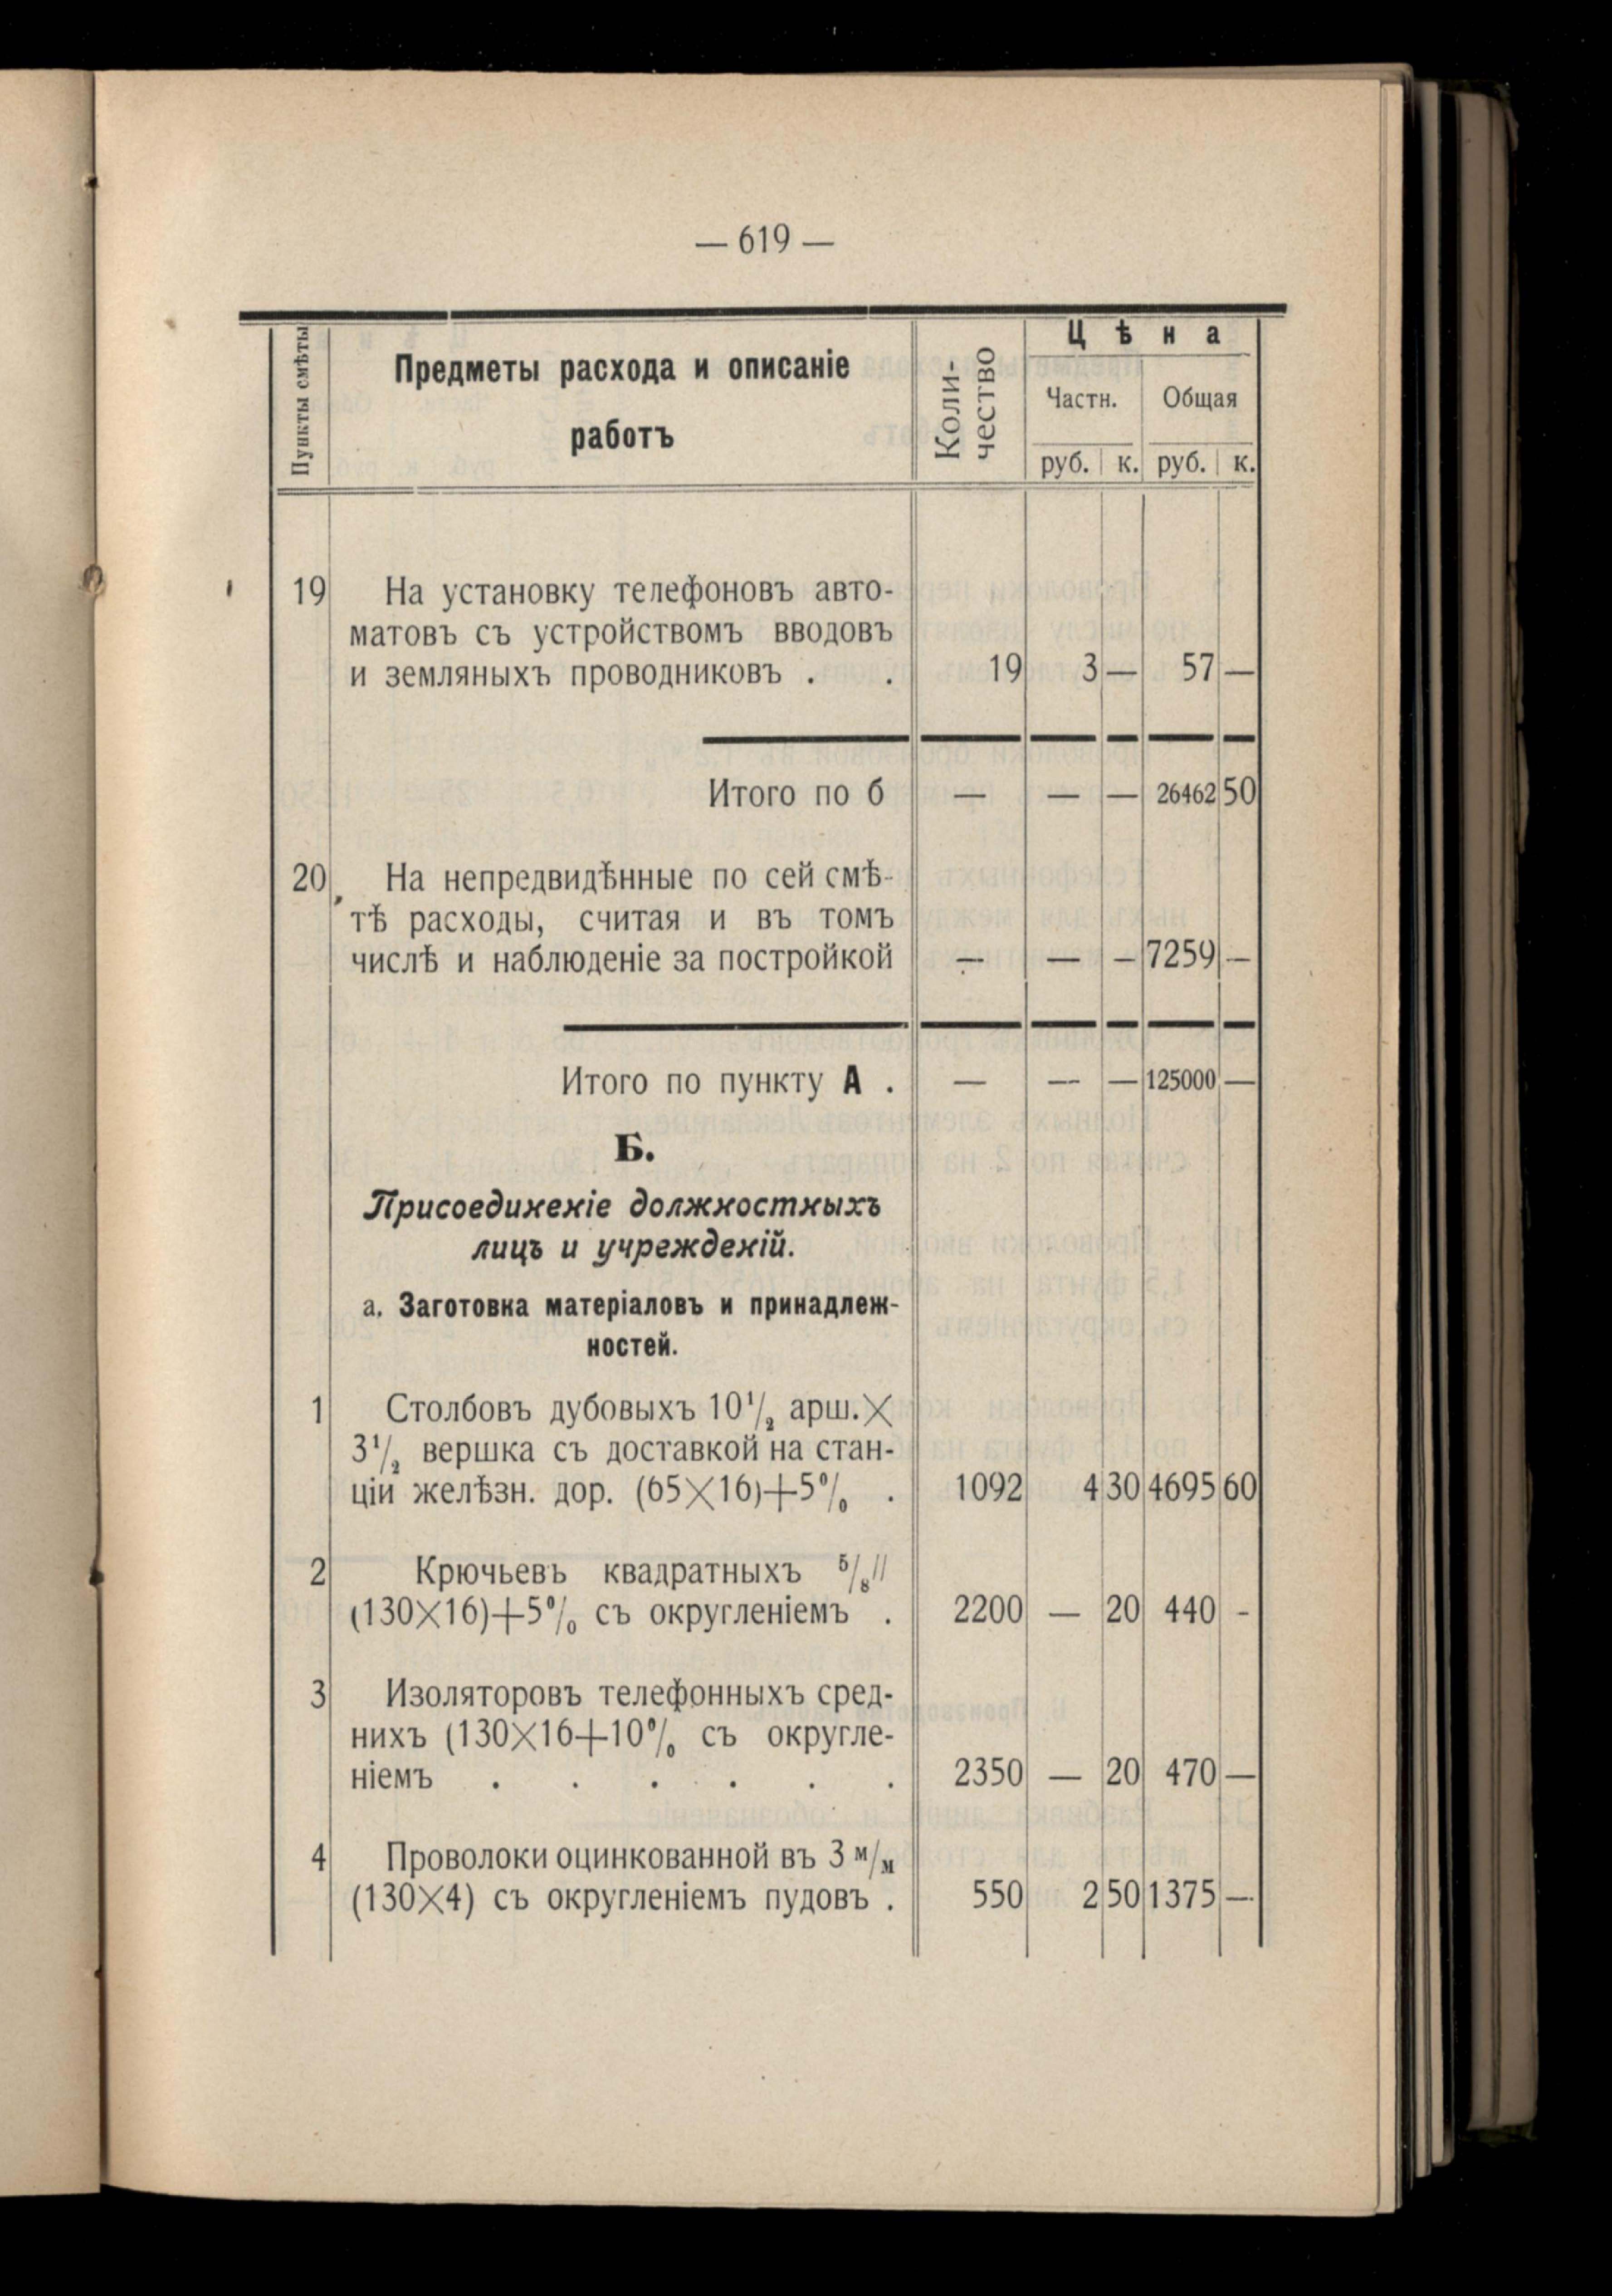 — 619 —
Пункты смѣты
Предметы расхода и описаніе
работъ
Коли-
чество
Цѣна
Частн. Общая
руб. к. руб. к.
19 На установку телефоновъ авто-
матовъ съ устройствомъ вводовъ
и земляныхъ проводниковъ . . 19 3 — 57 —
Итого по б — — — 26462 50
20 На непредвидѣнные по сей смѣ-
тѣ расходы, считая и въ томъ
числѣ и наблюденіе за постройкой — — — 7259 —
Итого по пункту А . — — — 125000 —
Б.
Присоединеніе должностныхъ
лицъ и учрежденій.
а. Заготовка матеріаловъ и принадлеж-
ностей.
1 Столбовъ дубовыхъ 10¹/₂ арш.×
3¹/₂ вершка съ доставкой на стан-
ціи желѣзн. дор. (65×16)+5% . 1092 4 30 4695 60
2 Крючьевъ квадратныхъ ⁵/₈"
(130×16)+5% съ округленіемъ . 2200 — 20 440 -
3 Изоляторовъ телефонныхъ сред-
нихъ (130×16+10% съ округле-
ніемъ . . . . . . 2350 — 20 470 —
4 Проволоки оцинкованной въ 3 м/м
(130×4) съ округленіемъ пудовъ . 550 2 50 1375 —